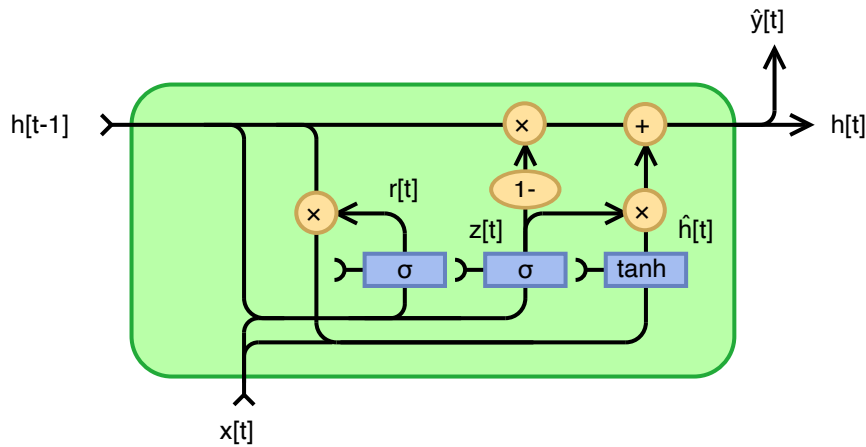 ŷ[t]
h[t-1]
×
+
h[t]
1-
r[t]
×
z[t]
×
ĥ[t]
σ
σ
tanh
x[t]